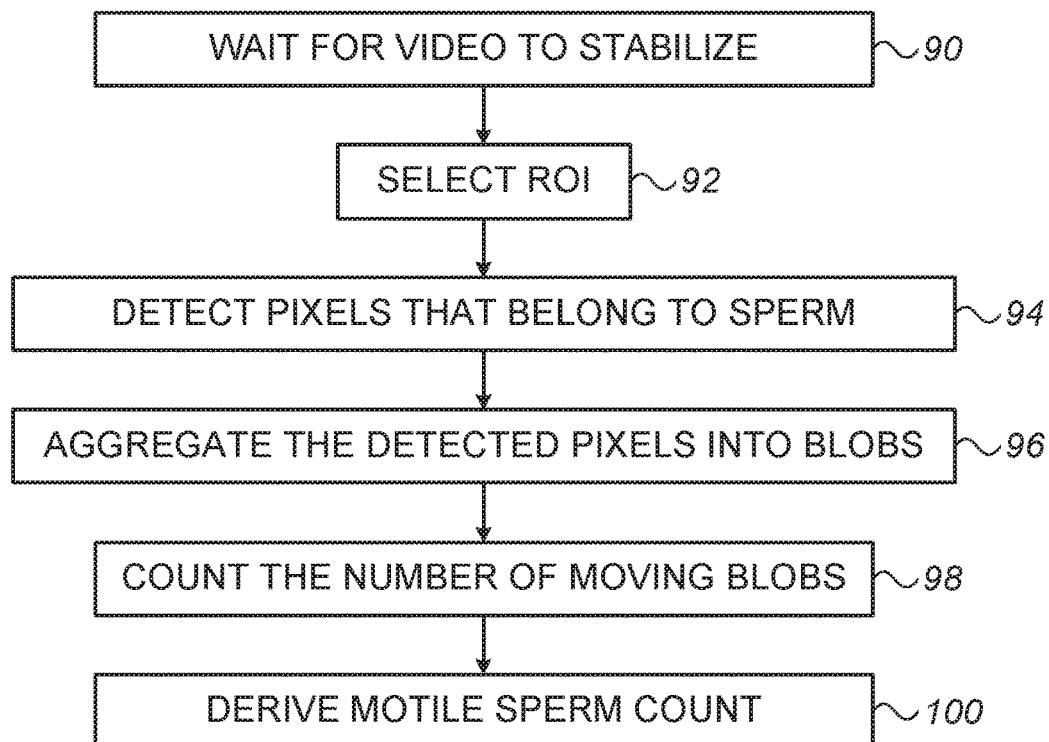 WAIT FOR VIDEO TO STABILIZE 90
SELECT ROI 92
DETECT PIXELS THAT BELONG TO SPERM 94
AGGREGATE THE DETECTED PIXELS INTO BLOBS 96
COUNT THE NUMBER OF MOVING BLOBS 98
DERIVE MOTILE SPERM COUNT 100